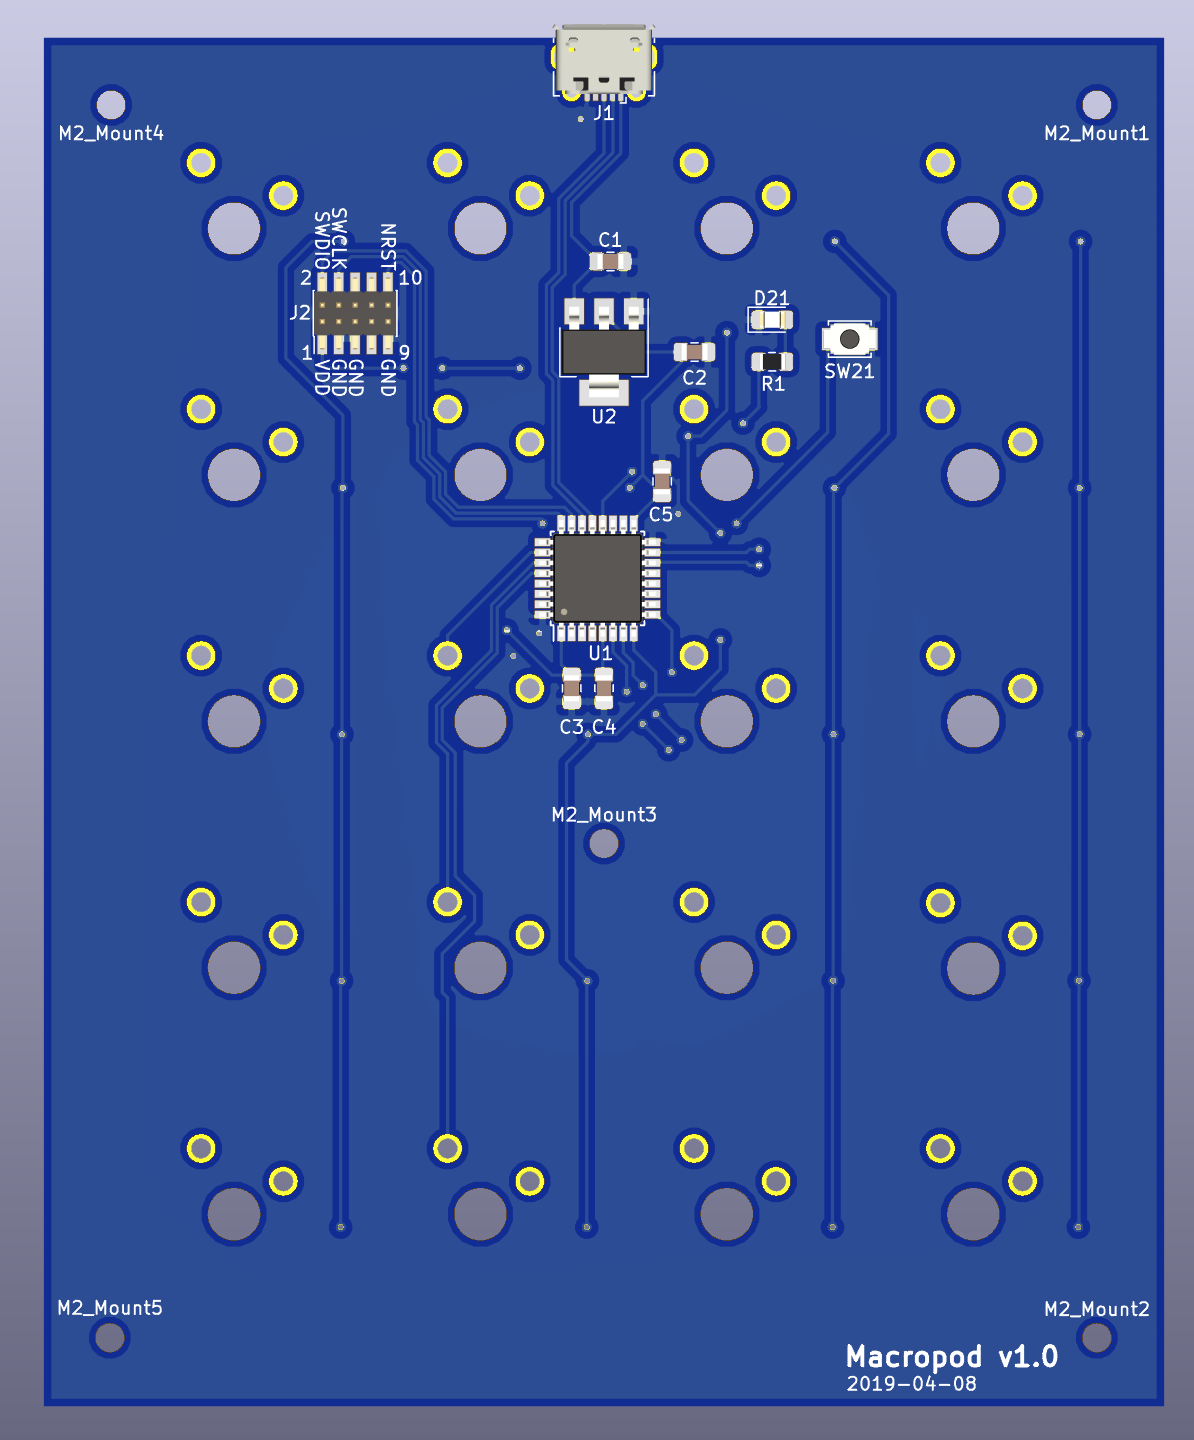 J1
M2_Mount4
M2_Mount1
SWDIO
SWCLK
NRST
C1
2
10
J2
D21
1
9
VDD
GND
GND
GND
C2
R1
SW21
U2
C5
U1
C3
C4
M2_Mount3
M2_Mount5
M2_Mount2
Macropod v1.0
2019-04-08